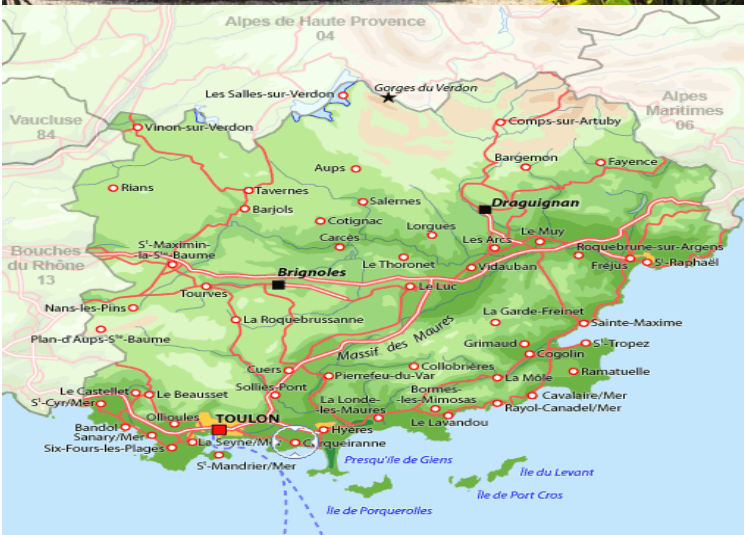 Alpes de Haute Provence
04
Les Salles-sur-Verdon
Gorges du Verdon
Alpes
Maritimes
06
Vaucluse
84
Vinon-sur-Verdon
Comps-sur-Artuby
Bargemon
Fayence
Aups
Rians
Tavernes
Salernes
Draguignan
Barjols
Cotignac
Lorgues
Le Muy
Carcès
Les Arcs
Roquebrune-sur-Argens
Bouches
du Rhône
13
St-Maximin-
la-Ste-Baume
Le Thoronet
Vidauban
Fréjus
St-Raphaël
Brignoles
Tourves
Le Luc
Nans-les-Pins
La Roquebrussanne
La Garde-Freinet
Sainte-Maxime
Plan-d'Aups-Ste-Baume
Massif des Maures
Grimaud
St-Tropez
Cogolin
Cuers
Collobrières
Ramatuelle
Pierrefeu-du-Var
La Môle
Le Castellet
Le Beausset
Solliès-Pont
Bormes-
-les-Mimosas
Cavalaire/Mer
St-Cyr/Mer
La Londe-
-les-Maures
Rayol-Canadel/Mer
Ollioules
TOULON
Le Lavandou
Bandol
Hyères
Sanary/Mer
La Seyne/Mer
Carqueiranne
Six-Fours-les-Plages
St-Mandrier/Mer
Presqu'île de Giens
Île du Levant
Île de Port Cros
Île de Porquerolles